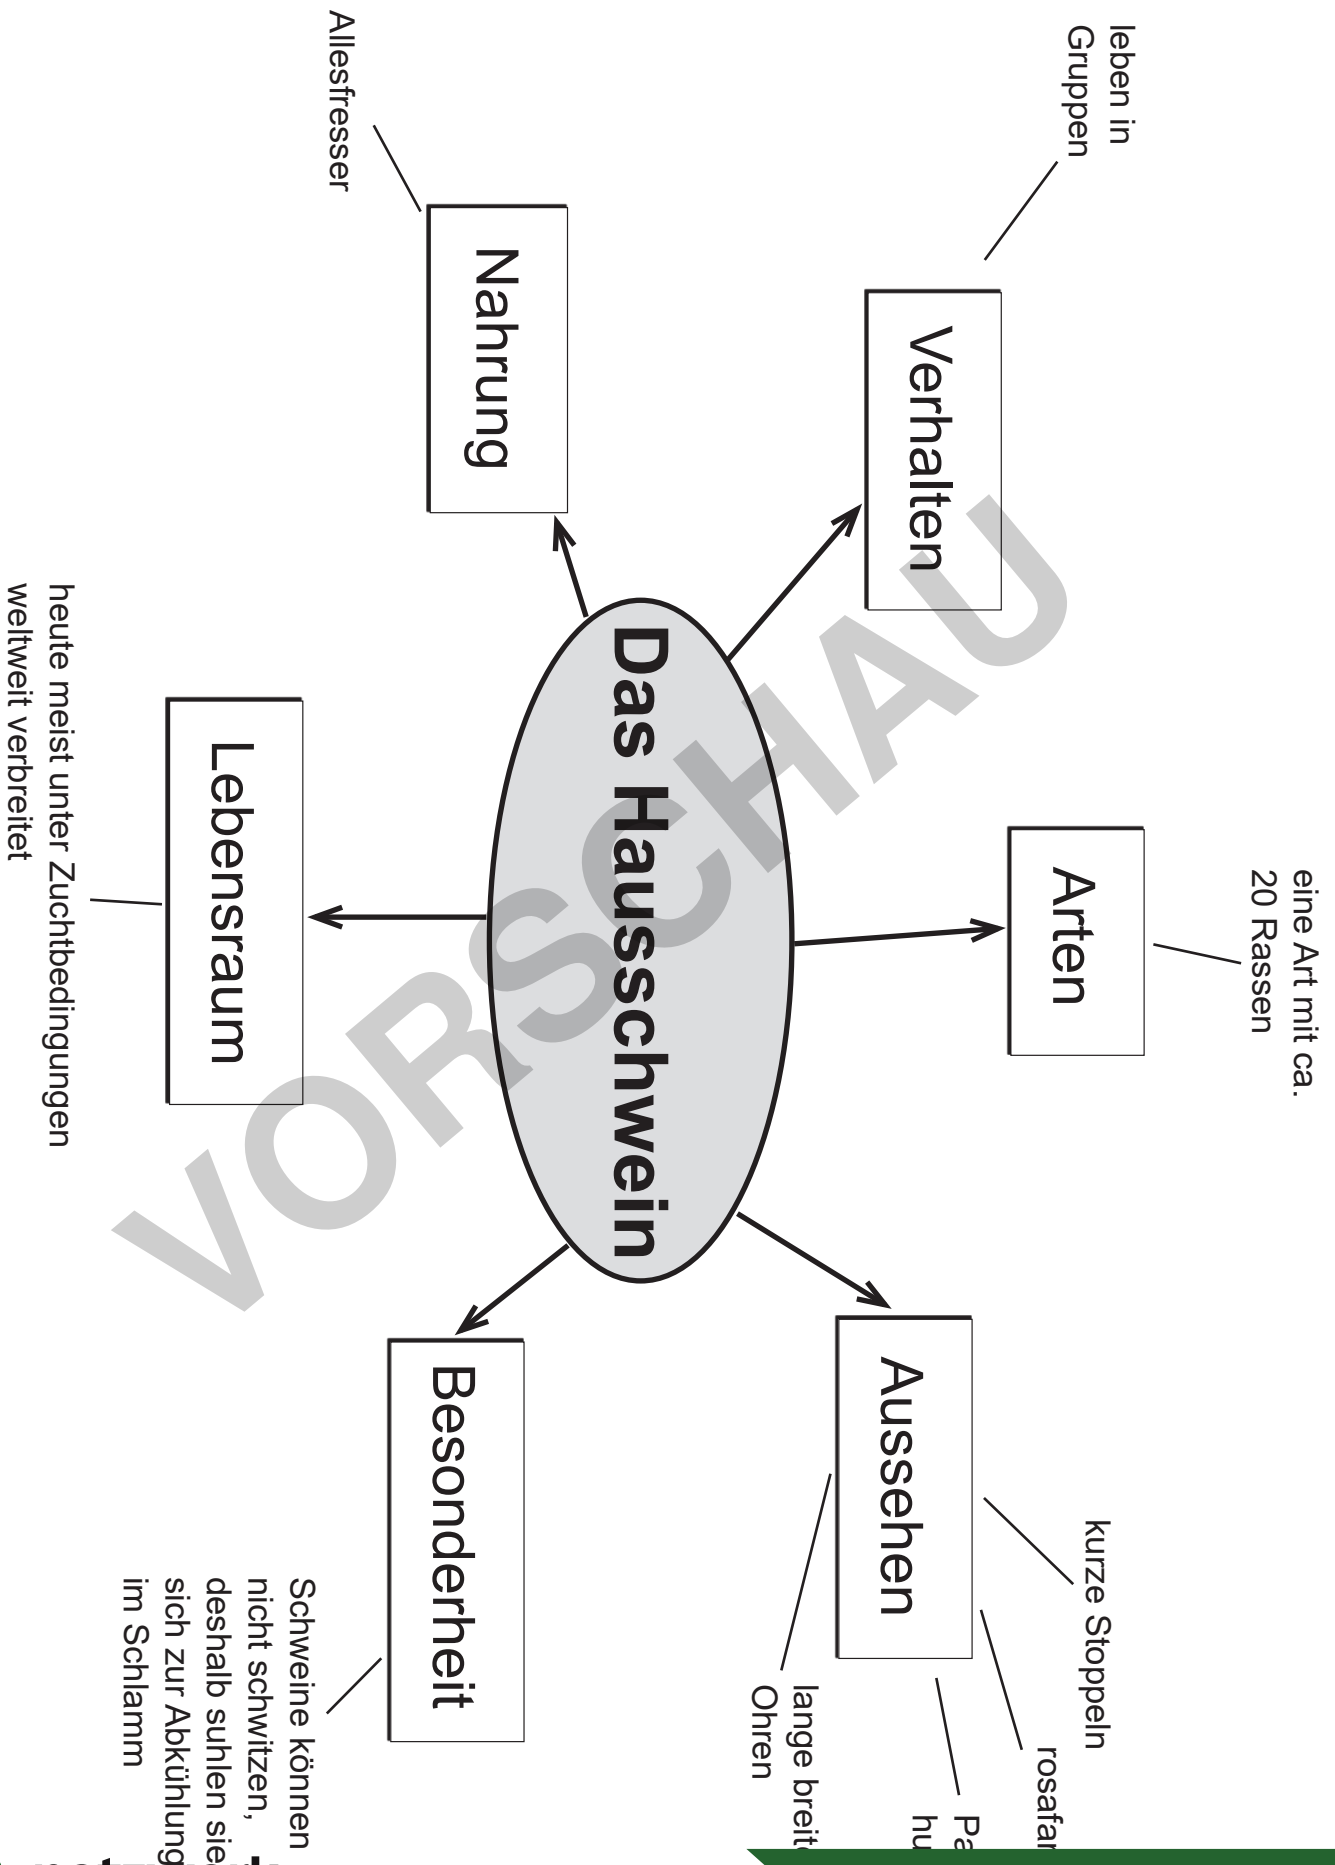 eine Art mit ca.
20 Rassen
leben in
Gruppen
kurze Stoppeln
Arten
Verhalten
Aussehen
lange
Ohren
Das Hausschwein
Allesfresser
Nahrung
Besonderheit
Lebensraum
Schweine können
nicht schwitzen,
deshalb suhlen sie
sich zur Abkühlung
im Schlamm
heute meist unter Zuchtbedingungen
weltweit verbreitet
VORSCHAU